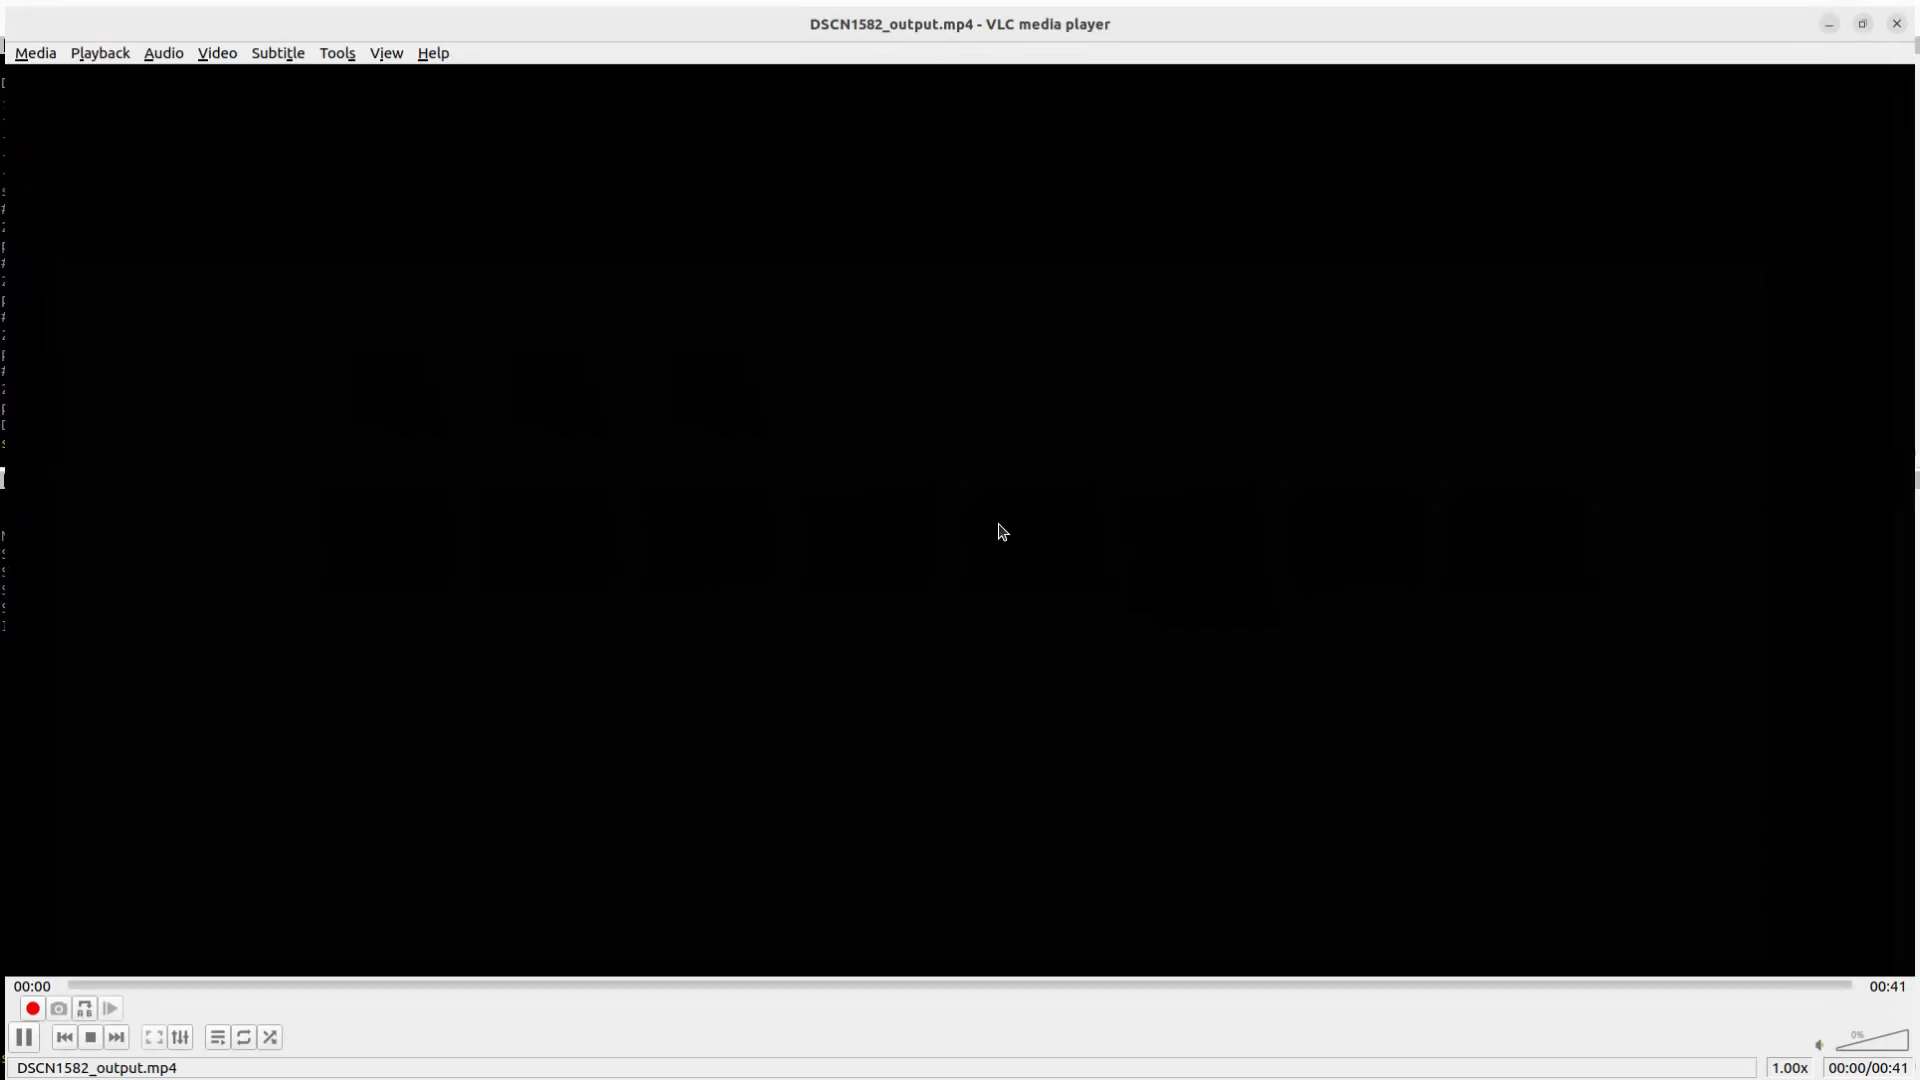 DSCN1582_output.mp4 - VLC media player
Media Playback Audio Video Subtitle Tools View Help
00:00 00:41
A B
0%
DSCN1582_output.mp4 1.00x 00:00/00:41